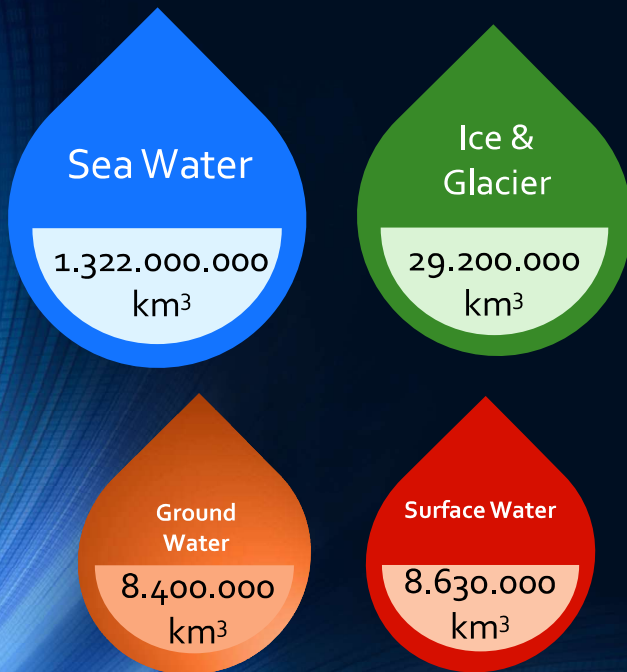 Sea Water
1.322.000.000
km³
Ice &
Glacier
29.200.000
km³
Ground
Water
8.400.000
km³
Surface Water
8.630.000
km³